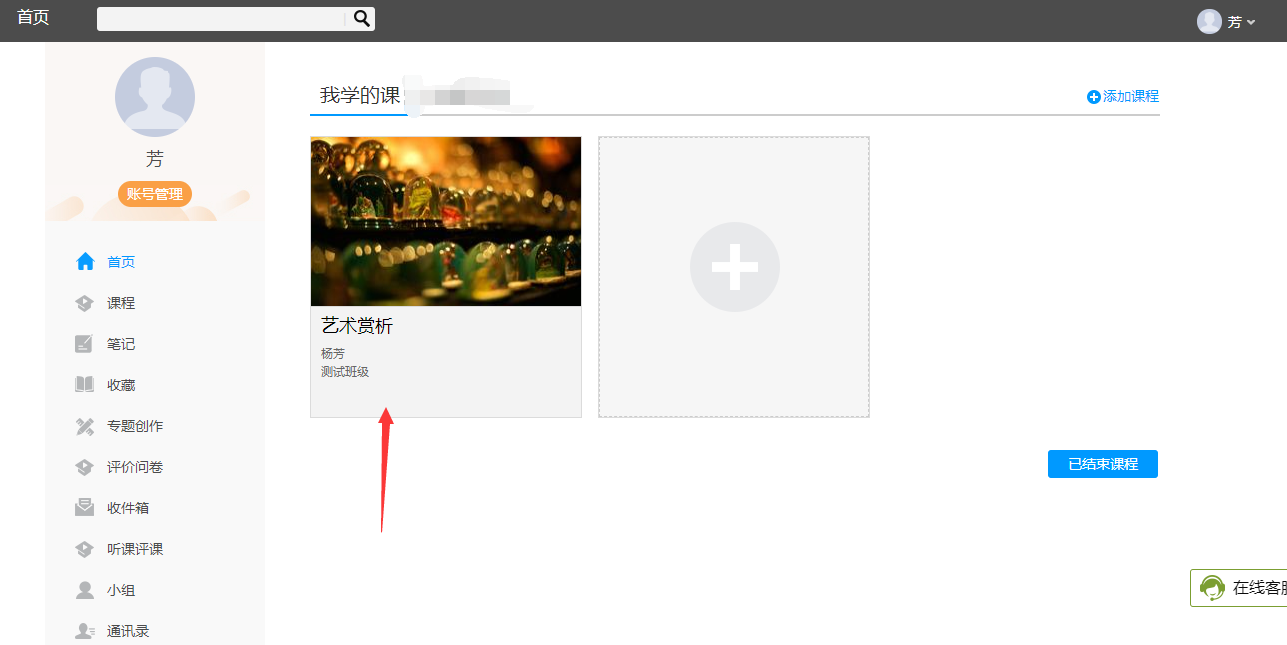 首页
芳
芳
账号管理
首页
课程
笔记
收藏
专题创作
评价问卷
收件箱
听课评课
小组
通讯录
我学的课
添加课程
艺术赏析
杨芳
测试班级
已结束课程
在线客服